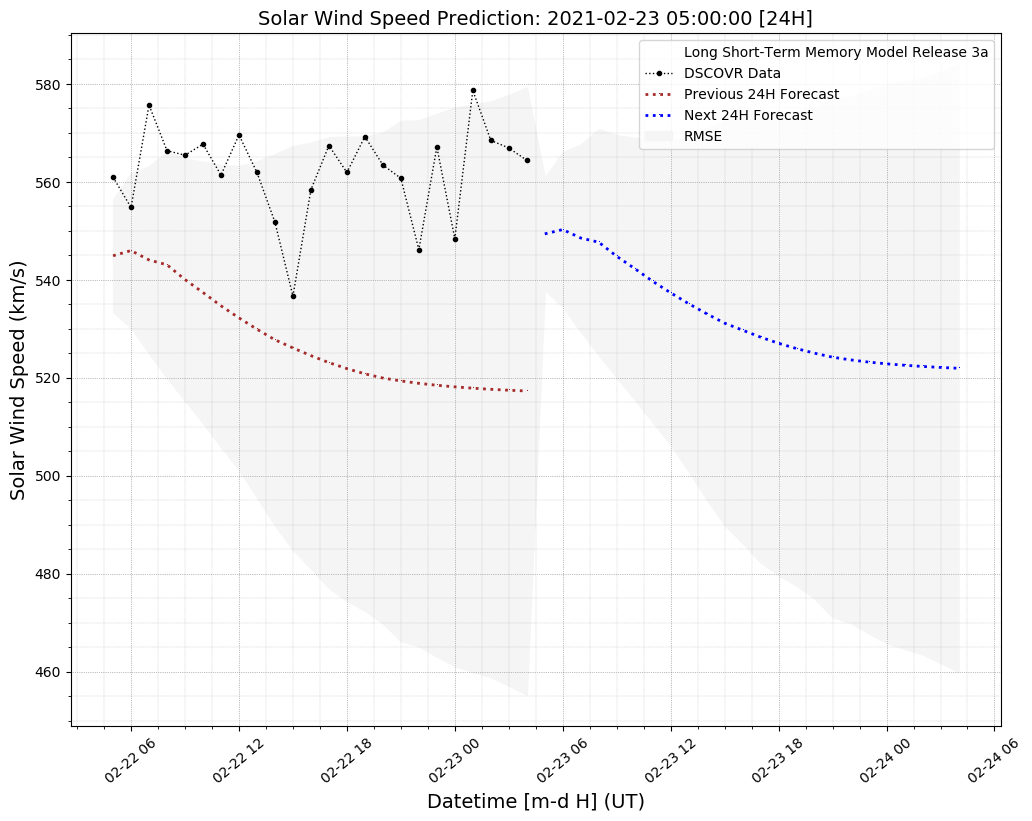 Solar Wind Speed Prediction: 2021-02-23 05:00:00 [24H]
Long Short-Term Memory Model Release 3a
DSCOVR Data
Previous 24H Forecast
Next 24H Forecast
RMSE
Solar Wind Speed (km/s)
580
560
540
520
500
480
460
02-22 06
02-22 12
02-22 18
02-23 00
02-23 06
02-23 12
02-23 18
02-24 00
02-24 06
Datetime [m-d H] (UT)